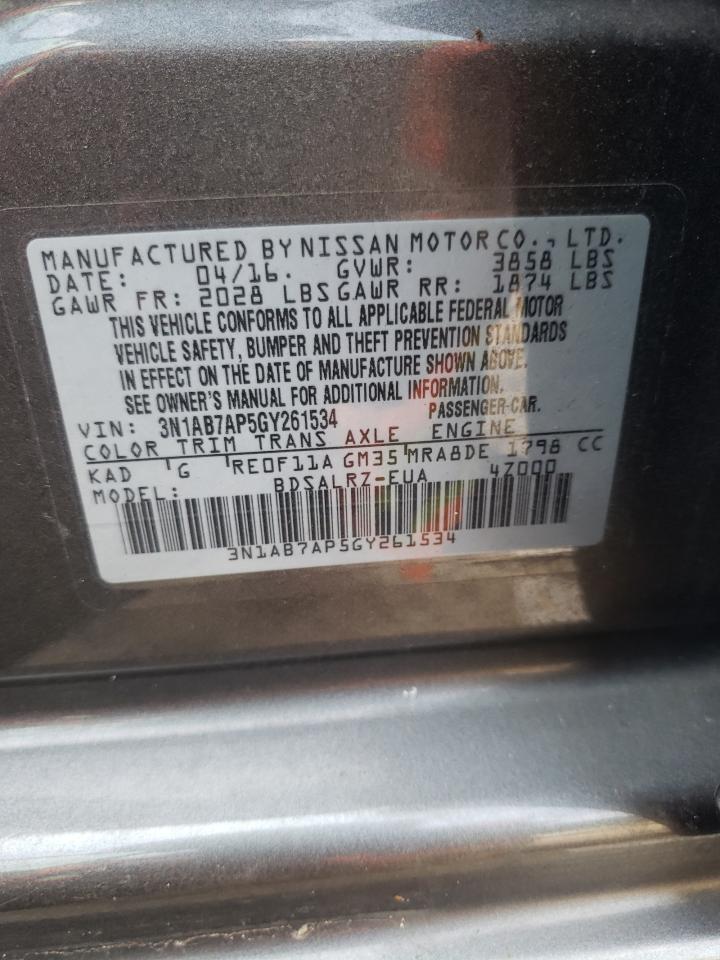 MANUFACTURED BY NISSAN MOTOR CO., LTD.
DATE: 04/16. GVWR: 3858 LBS
GAWR FR: 2028 LBS GAWR RR: 1874 LBS
THIS VEHICLE CONFORMS TO ALL APPLICABLE FEDERAL MOTOR
VEHICLE SAFETY, BUMPER AND THEFT PREVENTION STANDARDS
IN EFFECT ON THE DATE OF MANUFACTURE SHOWN ABOVE.
SEE OWNER'S MANUAL FOR ADDITIONAL INFORMATION.
VIN: 3N1AB7AP5GY261534 PASSENGER-CAR.
COLOR TRIM TRANS AXLE ENGINE
KAD G RE0F11A GM35 MRA8DE 1798 CC
MODEL: BDSALRZ-EUA 4Z000
3N1AB7AP5GY261534